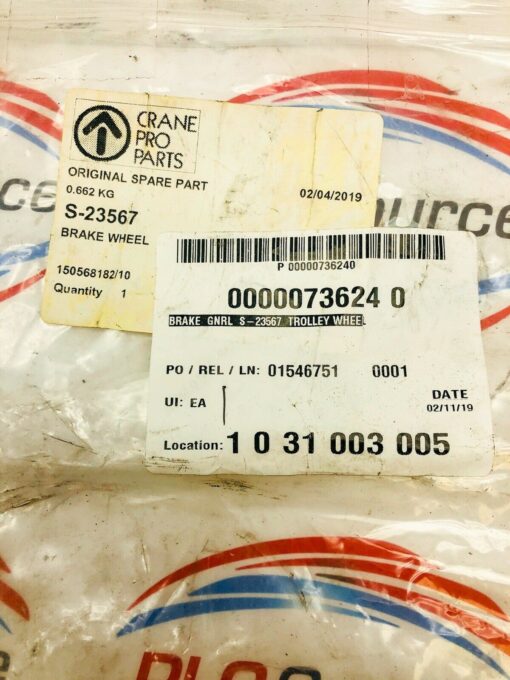 CRANE
PRO
PARTS
ORIGINAL SPARE PART
0.662 KG
02/04/2019
S-23567
BRAKE WHEEL
150568182/10
Quantity 1
P 00000736240
0000073624 0
BRAKE GNRL S-23567 TROLLEY WHEEL
PO / REL / LN: 01546751 0001
UI: EA
DATE
02/11/19
Location: 1 0 31 003 005